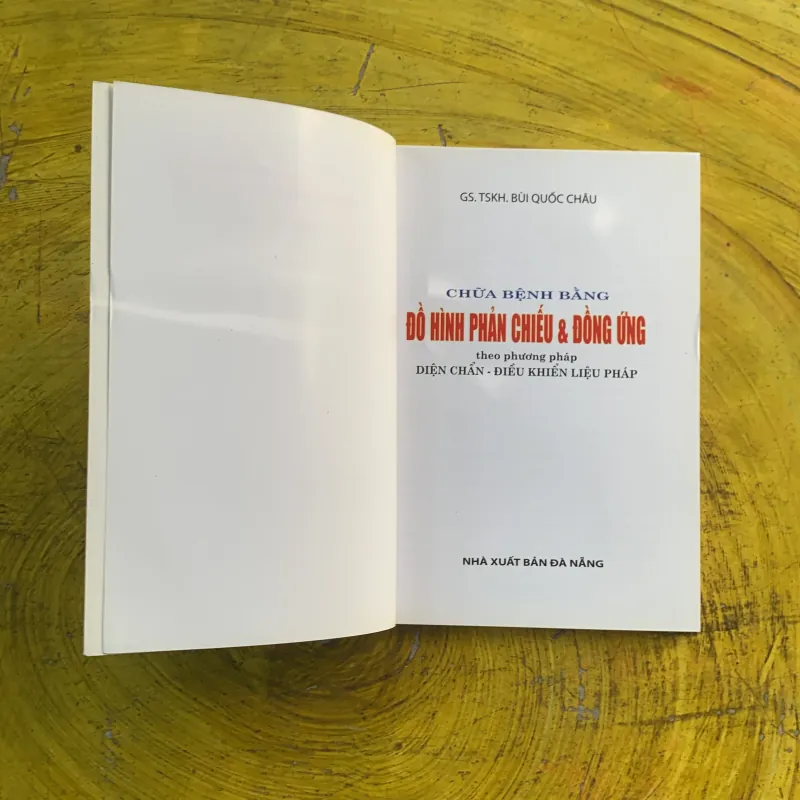 GS. TSKH. BÙI QUỐC CHÂU
CHỮA BỆNH BẰNG
ĐỒ HÌNH PHẢN CHIẾU & ĐỒNG ỨNG
theo phương pháp
DIỆN CHẨN - ĐIỀU KHIỂN LIỆU PHÁP
NHÀ XUẤT BẢN ĐÀ NẴNG